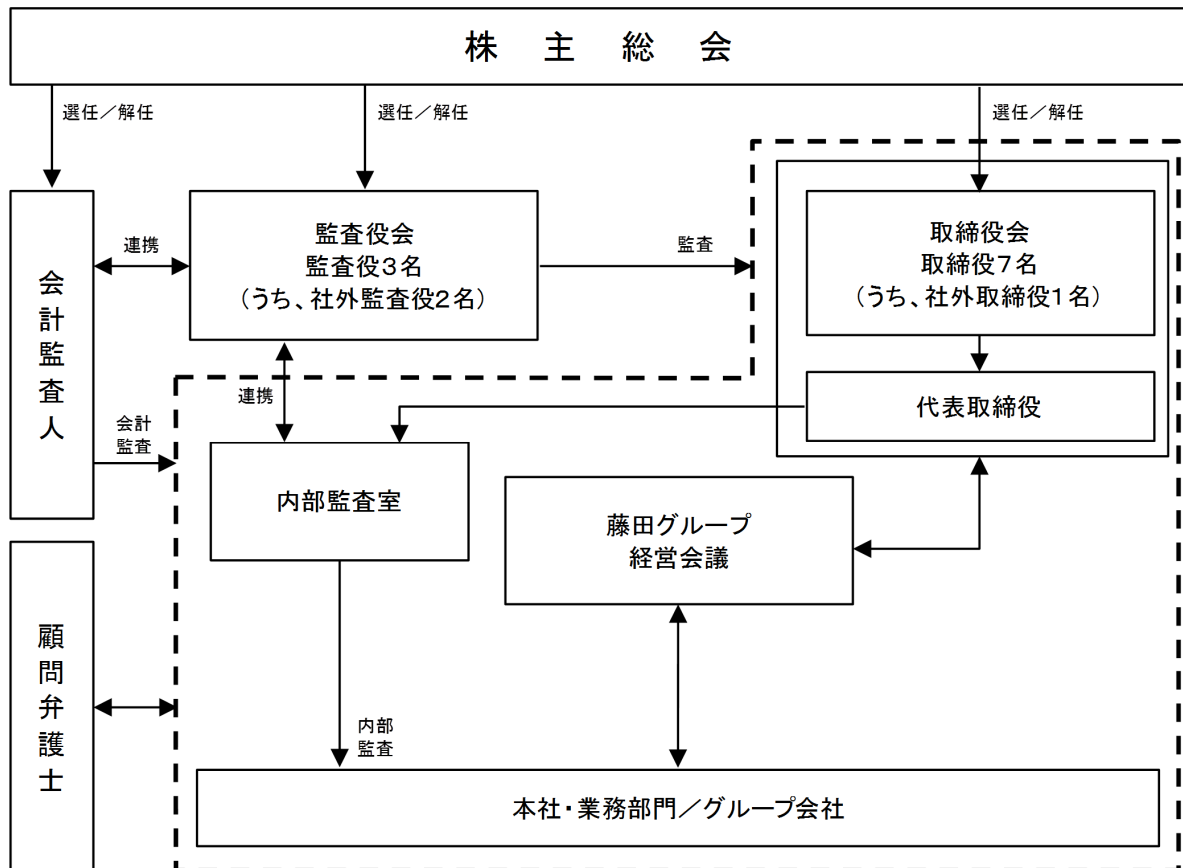 株主総会
選任／解任
選任／解任
選任／解任
会計監査人
連携
監査役会
監査役3名
（うち、社外監査役2名）
監査
取締役会
取締役7名
（うち、社外取締役1名）
連携
代表取締役
会計
監査
内部監査室
藤田グループ
経営会議
顧問弁護士
内部
監査
本社・業務部門／グループ会社